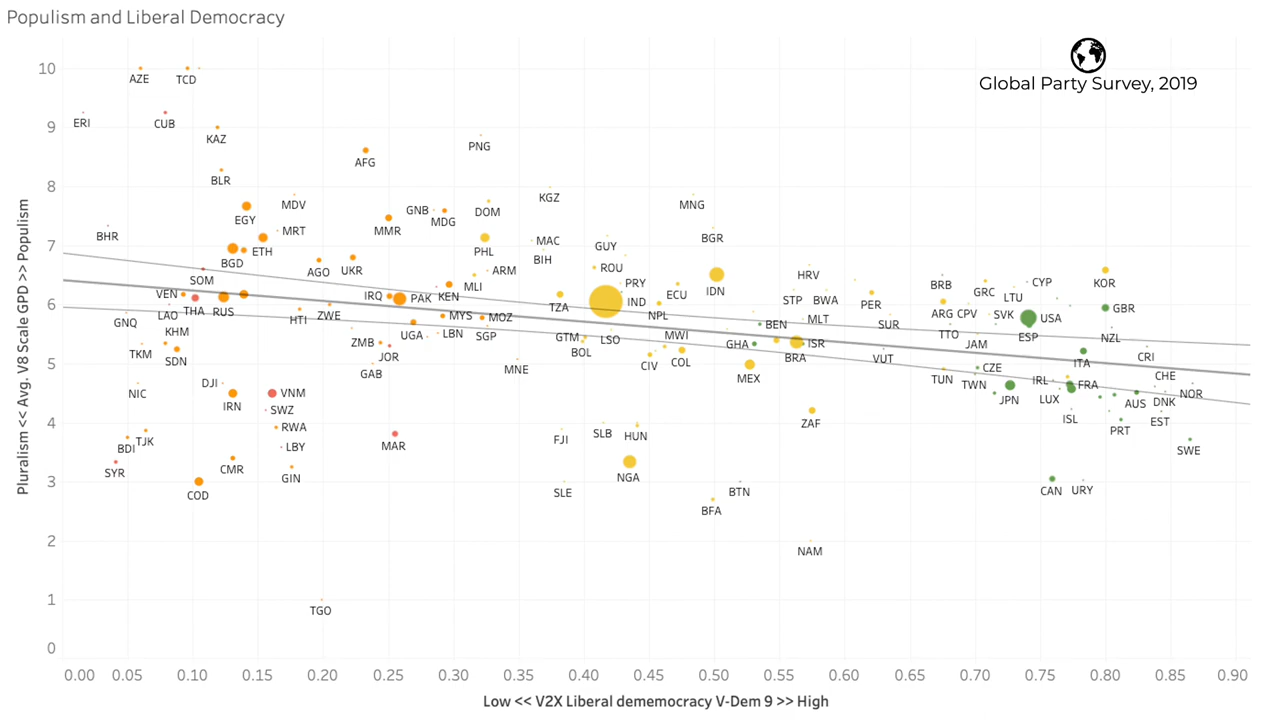 Populism and Liberal Democracy
Global Party Survey, 2019
10
AZE TCD
ERI CUB
9
KAZ PNG
AFG
BLR
8
KGZ MNG
MDV GNB DOM
EGY MMR MDG
BHR MRT
7
ETH PHL MAC GUY BGR
BGD BIH
AGO UKR ARM ROU IDN HRV BRB KOR
SOM MLI PRY CYP
VEN IRQ PAK KEN ECU STP BWA GRC LTU
6
THA RUS TZA IND PER GBR
LAO HTI ZWE MYS MOZ NPL MLT ARG CPV SVK USA
GNQ KHM UGA LBN SGP GTM LSO MWI BEN SUR TTO ESP NZL
TKM SDN ZMB JOR BOL GHA ISR JAM
5
GAB MNE CIV COL BRA VUT CZE ITA CRI
NIC DJI MEX TUN TWN IRL FRA CHE
IRN VNM JPN LUX AUS DNK NOR
SWZ
4
RWA SLB ZAF ISL PRT EST
BDI TJK LBY MAR FJI HUN SWE
SYR CMR GIN NGA
3
COD SLE BTN CAN URY
BFA
2
NAM
1
TGO
0
0.00 0.05 0.10 0.15 0.20 0.25 0.30 0.35 0.40 0.45 0.50 0.55 0.60 0.65 0.70 0.75 0.80 0.85 0.90
Pluralism << Avg. V8 Scale GPD >> Populism
Low << V2X Liberal dememocracy V-Dem 9 >> High